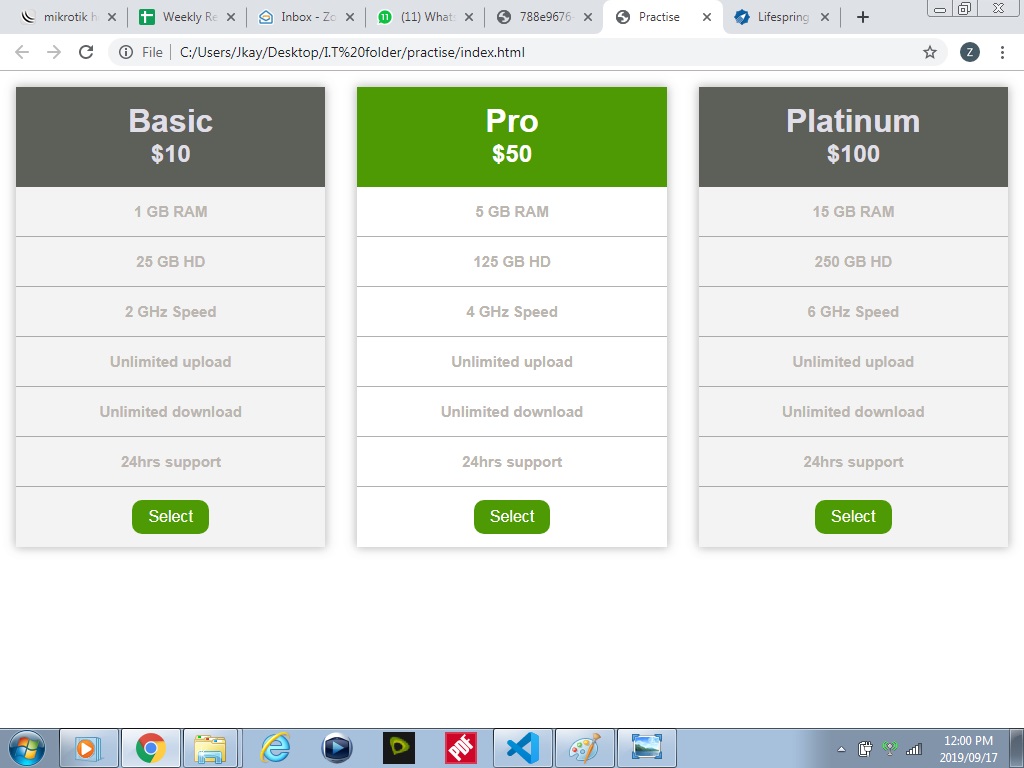 mikrotik h
Weekly Re
Inbox - Zo
11
(11) Whats
788e9676-
Practise
Lifespring
File
C:/Users/Jkay/Desktop/I.T%20folder/practise/index.html
Z
Basic
$10
1 GB RAM
25 GB HD
2 GHz Speed
Unlimited upload
Unlimited download
24hrs support
Select
Pro
$50
5 GB RAM
125 GB HD
4 GHz Speed
Unlimited upload
Unlimited download
24hrs support
Select
Platinum
$100
15 GB RAM
250 GB HD
6 GHz Speed
Unlimited upload
Unlimited download
24hrs support
Select
PDF
12:00 PM
2019/09/17